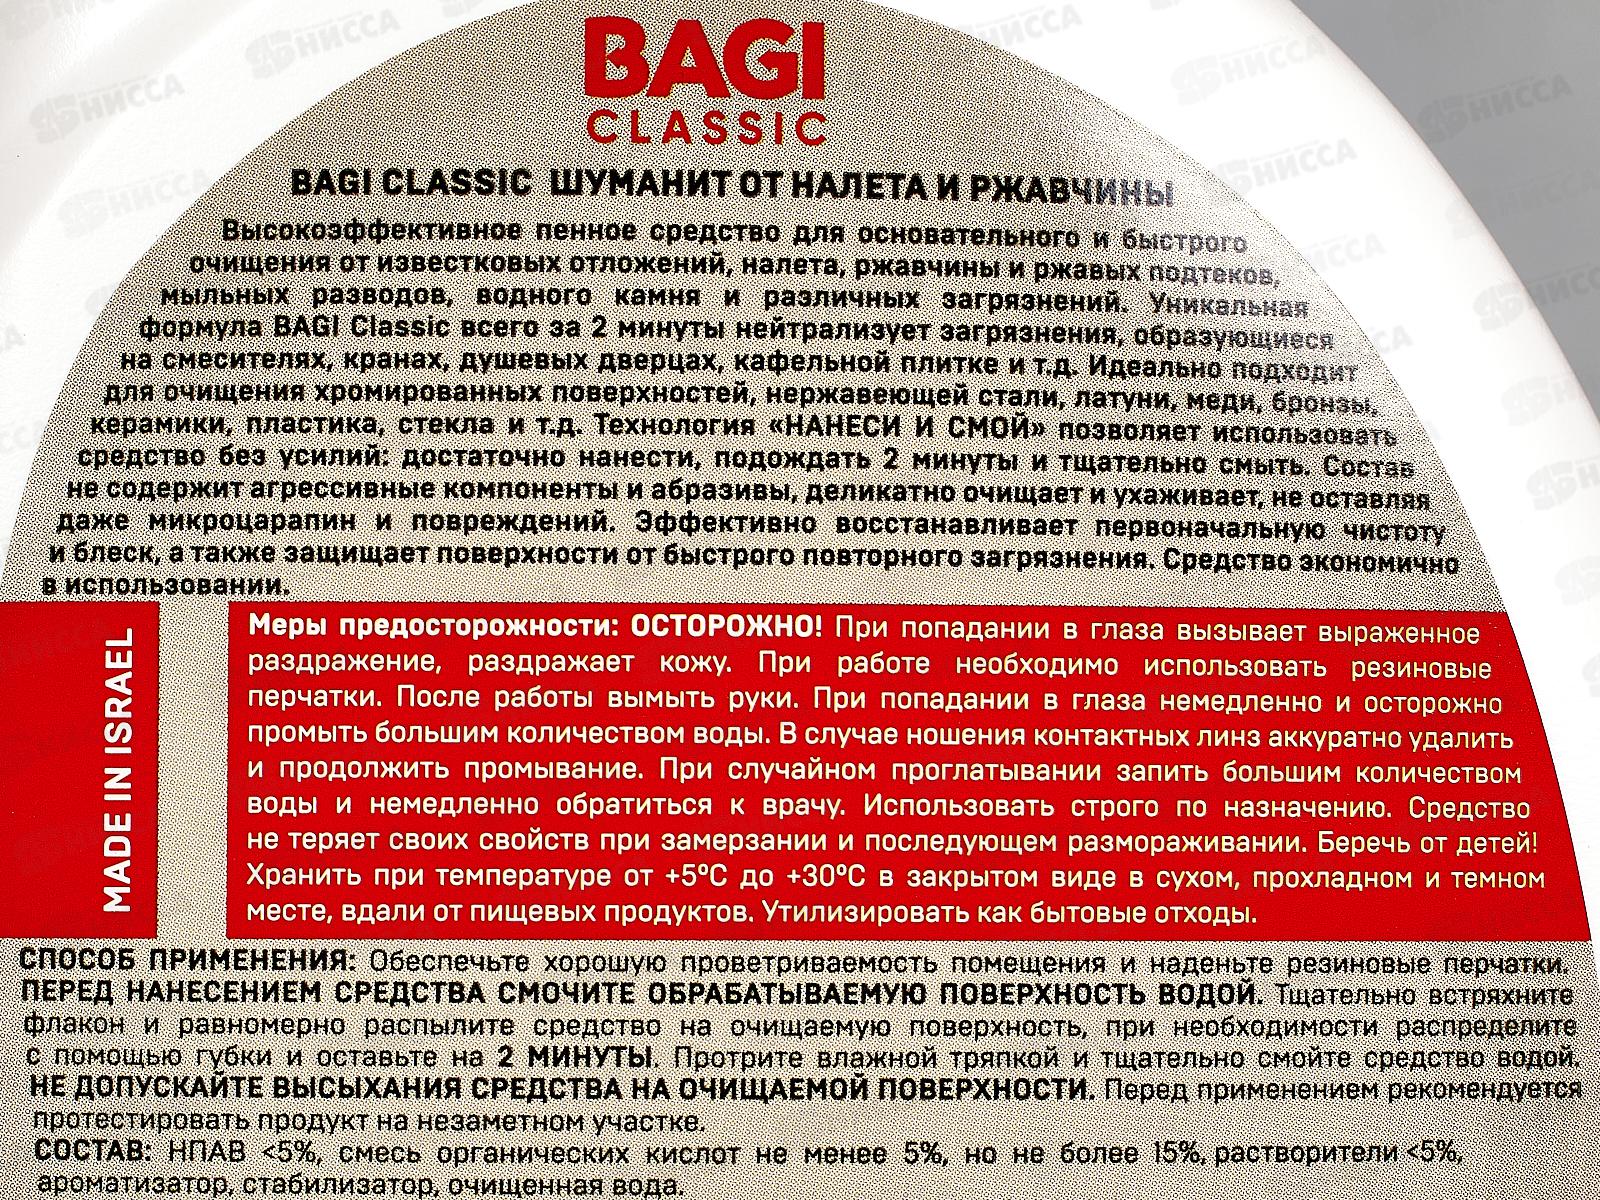 BAGI
CLASSIC
BAGI CLASSIC ШУМАНИТ ОТ НАЛЕТА И РЖАВЧИНЫ
Высокоэффективное пенное средство для основательного и быстрого
очищения от известковых отложений, налета, ржавчины и ржавых подтеков,
мыльных разводов, водного камня и различных загрязнений. Уникальная
формула BAGI Classic всего за 2 минуты нейтрализует загрязнения, образующиеся
на смесителях, кранах, душевых дверцах, кафельной плитке и т.д. Идеально подходит
для очищения хромированных поверхностей, нержавеющей стали, латуни, меди, бронзы,
керамики, пластика, стекла и т.д. Технология «НАНЕСИ И СМОЙ» позволяет использовать
средство без усилий: достаточно нанести, подождать 2 минуты и тщательно смыть. Состав
не содержит агрессивные компоненты и абразивы, деликатно очищает и ухаживает, не оставляя
даже микроцарапин и повреждений. Эффективно восстанавливает первоначальную чистоту
и блеск, а также защищает поверхности от быстрого повторного загрязнения. Средство экономично
в использовании.
MADE IN ISRAEL
Меры предосторожности: ОСТОРОЖНО! При попадании в глаза вызывает выраженное
раздражение, раздражает кожу. При работе необходимо использовать резиновые
перчатки. После работы вымыть руки. При попадании в глаза немедленно и осторожно
промыть большим количеством воды. В случае ношения контактных линз аккуратно удалить
и продолжить промывание. При случайном проглатывании запить большим количеством
воды и немедленно обратиться к врачу. Использовать строго по назначению. Средство
не теряет своих свойств при замерзании и последующем размораживании. Беречь от детей!
Хранить при температуре от +5°С до +30°С в закрытом виде в сухом, прохладном и темном
месте, вдали от пищевых продуктов. Утилизировать как бытовые отходы.
СПОСОБ ПРИМЕНЕНИЯ: Обеспечьте хорошую проветриваемость помещения и наденьте резиновые перчатки.
ПЕРЕД НАНЕСЕНИЕМ СРЕДСТВА СМОЧИТЕ ОБРАБАТЫВАЕМУЮ ПОВЕРХНОСТЬ ВОДОЙ. Тщательно встряхните
флакон и равномерно распылите средство на очищаемую поверхность, при необходимости распределите
с помощью губки и оставьте на 2 МИНУТЫ. Протрите влажной тряпкой и тщательно смойте средство водой.
НЕ ДОПУСКАЙТЕ ВЫСЫХАНИЯ СРЕДСТВА НА ОЧИЩАЕМОЙ ПОВЕРХНОСТИ. Перед применением рекомендуется
протестировать продукт на незаметном участке.
СОСТАВ: НПАВ <5%, смесь органических кислот не менее 5%, но не более 15%, растворители <5%,
ароматизатор, стабилизатор, очищенная вода.